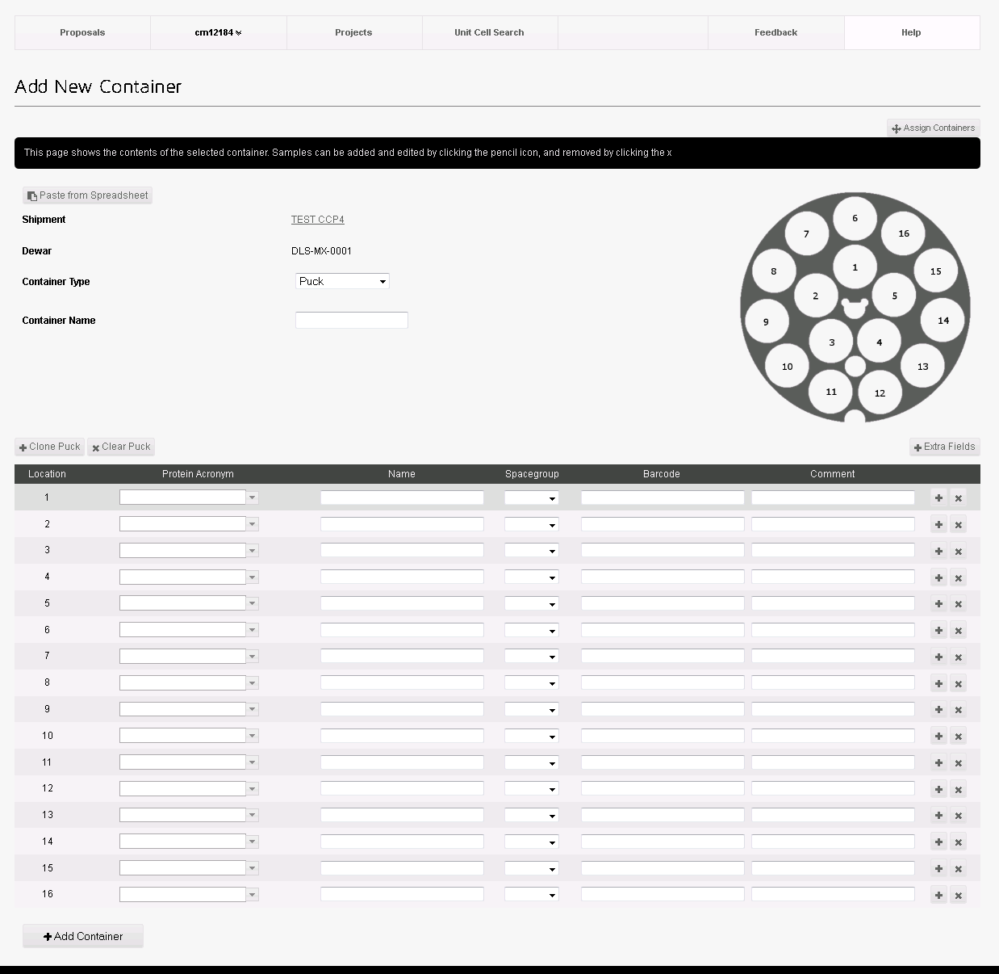 Proposals cm12184 Projects Unit Cell Search Feedback Help
Add New Container
Assign Containers
This page shows the contents of the selected container. Samples can be added and edited by clicking the pencil icon, and removed by clicking the x
Paste from Spreadsheet
Shipment TEST CCP4
Dewar DLS-MX-0001
Container Type Puck
Container Name
6
7 16
1
8 15
2 5
9 14
3 4
10 13
11 12
Clone Puck Clear Puck Extra Fields
Location Protein Acronym Name Spacegroup Barcode Comment
1
2
3
4
5
6
7
8
9
10
11
12
13
14
15
16
Add Container